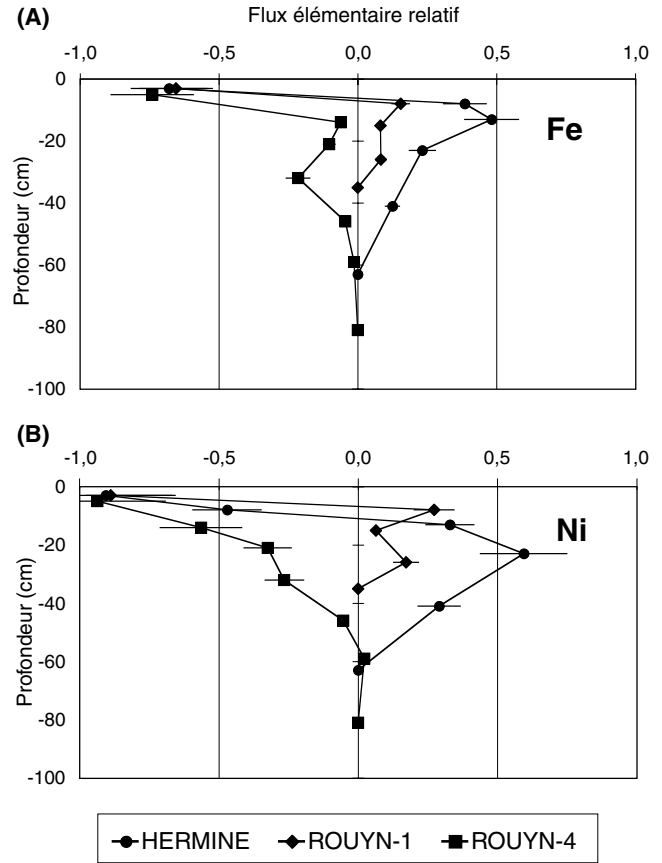 (A)
Flux élémentaire relatif
-1,0 -0,5 0,0 0,5 1,0
0
-20
-40
-60
-80
-100
Profondeur (cm)
Fe
(B)
-1,0 -0,5 0,0 0,5 1,0
0
-20
-40
-60
-80
-100
Profondeur (cm)
Ni
HERMINE ROUYN-1 ROUYN-4